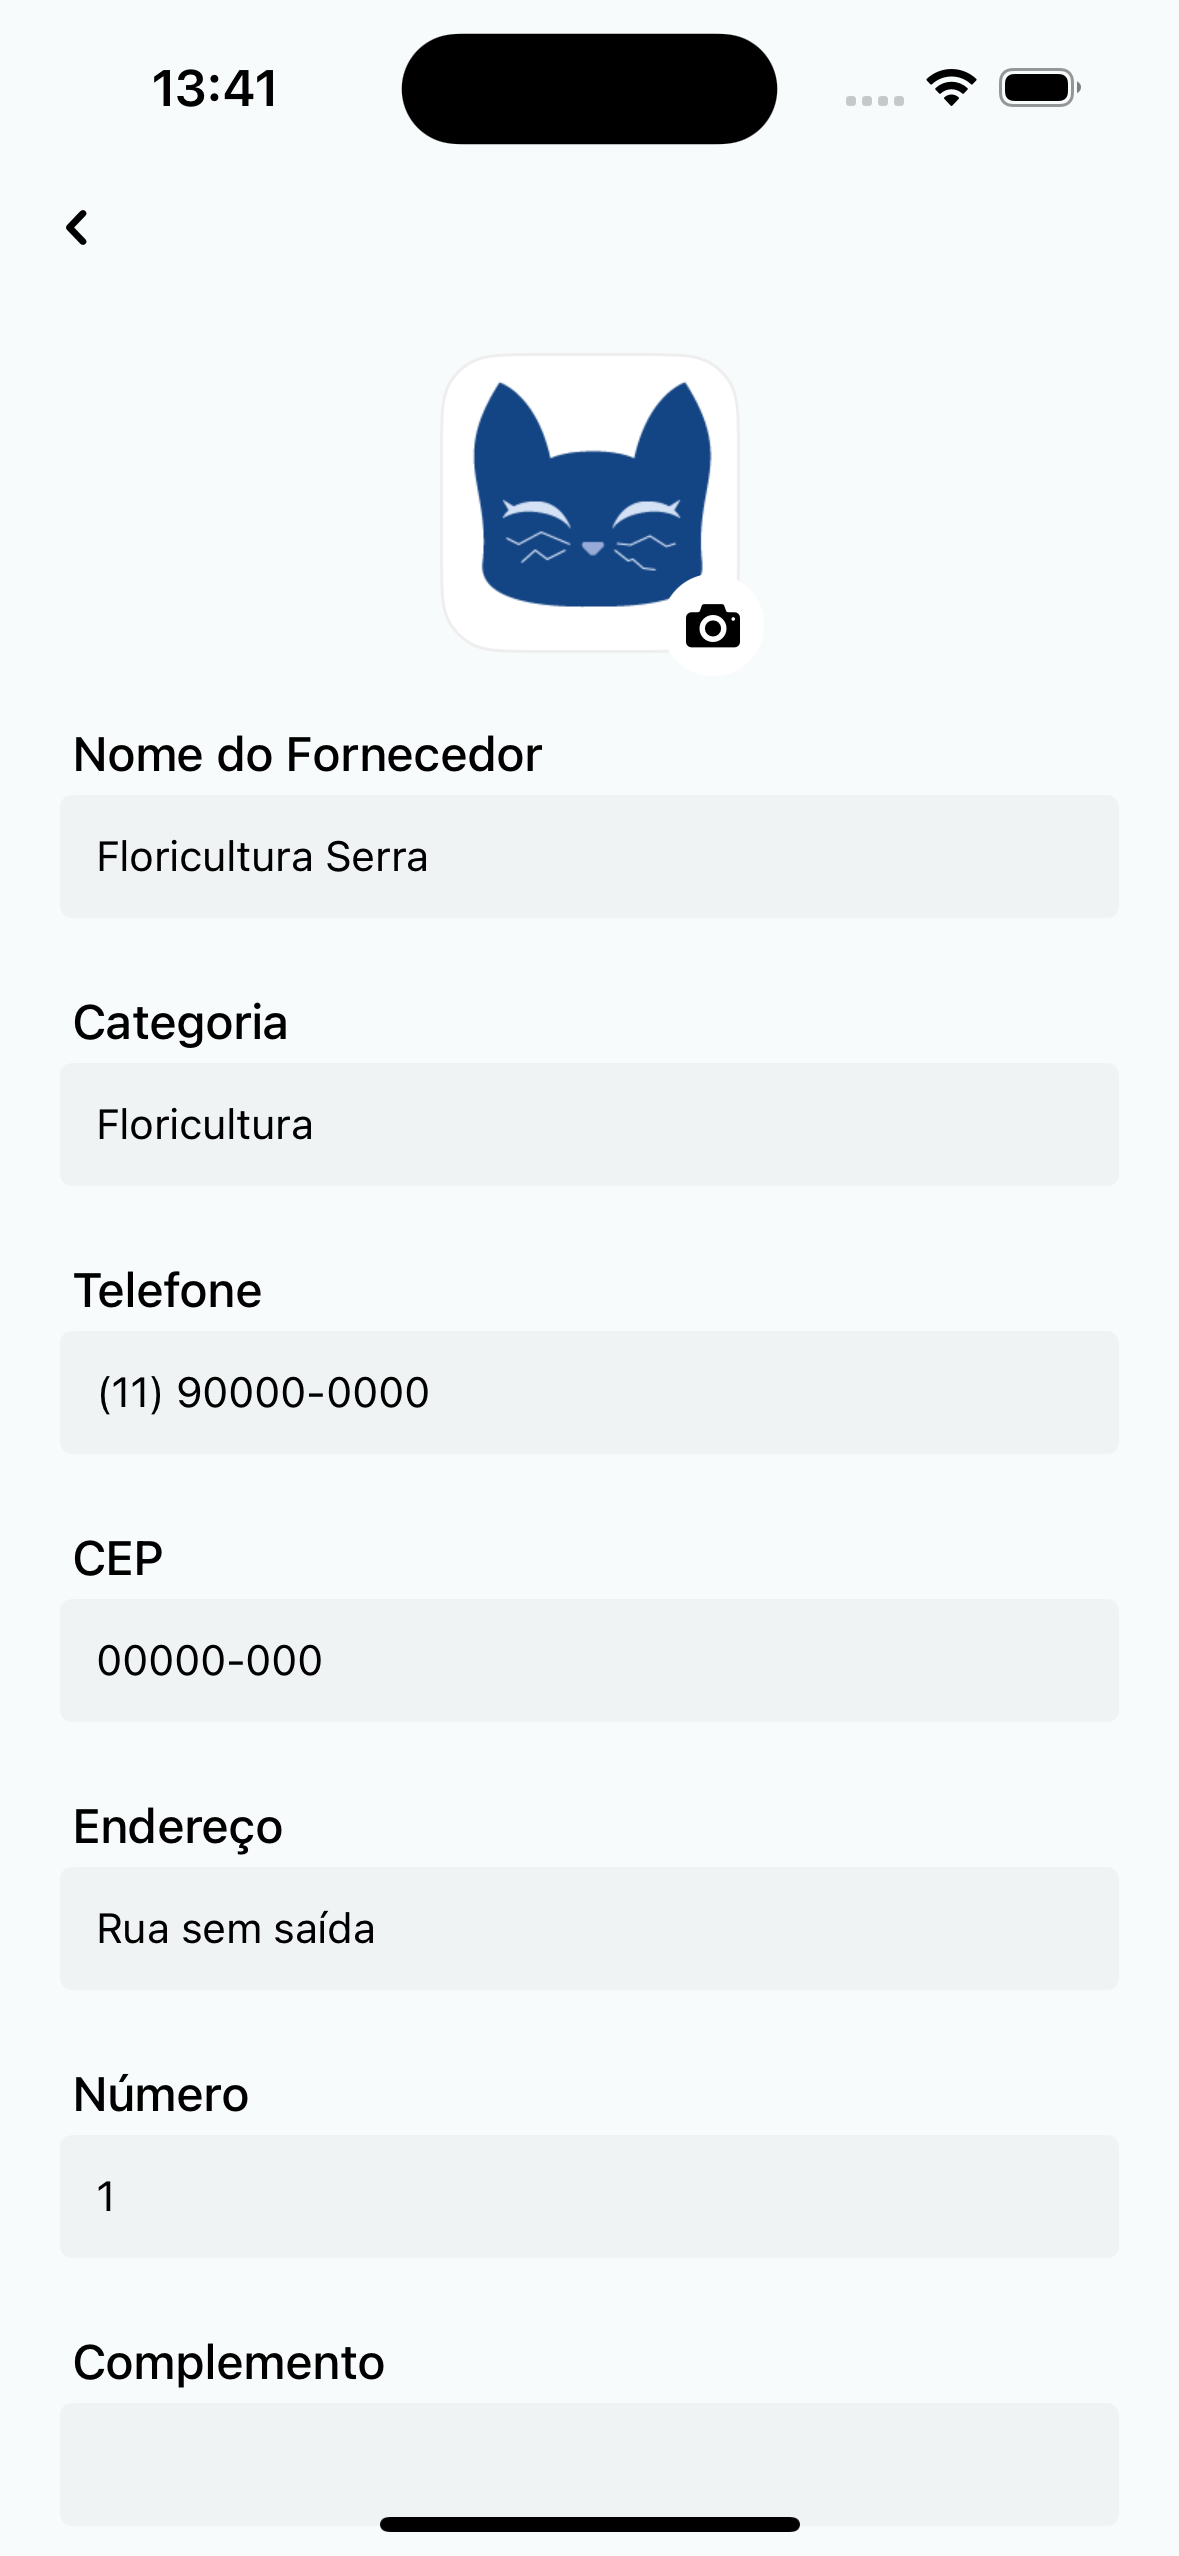 13:41
Nome do Fornecedor
Floricultura Serra
Categoria
Floricultura
Telefone
(11) 90000-0000
CEP
00000-000
Endereço
Rua sem saída
Número
1
Complemento